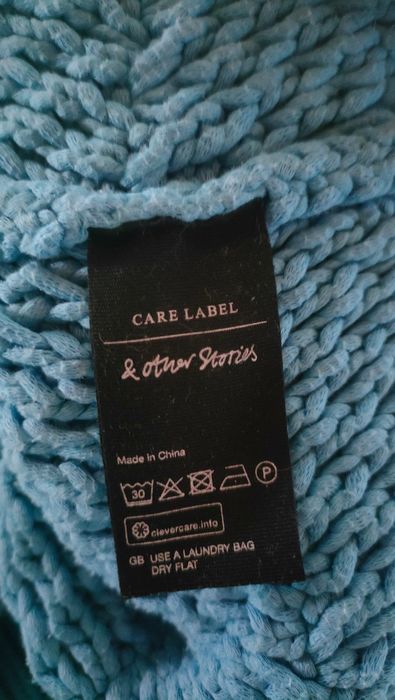 CARE LABEL
& other Stories
Made in China
30 P
clevercare.info
GB USE A LAUNDRY BAG
DRY FLAT